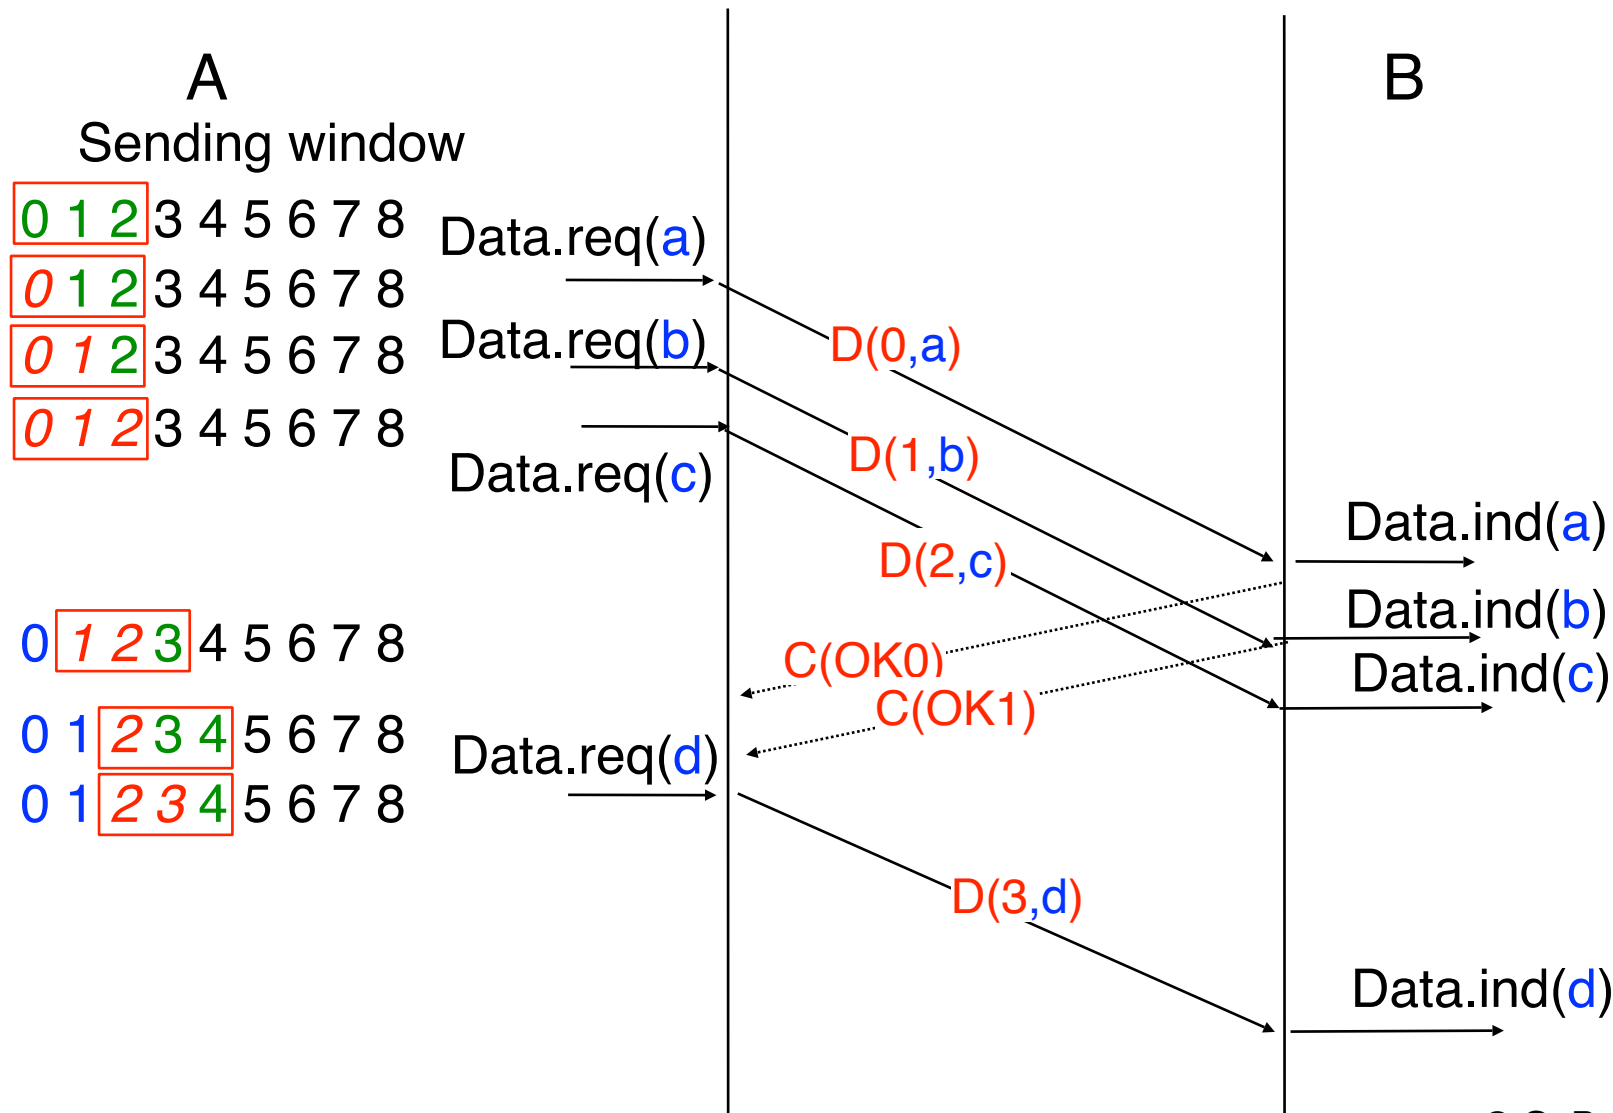 A
B
Sending window
0 1 2 3 4 5 6 7 8
Data.req(a)
0 1 2 3 4 5 6 7 8
Data.req(b)
D(0,a)
0 1 2 3 4 5 6 7 8
0 1 2 3 4 5 6 7 8
D(1,b)
Data.req(c)
Data.ind(a)
D(2,c)
Data.ind(b)
0 1 2 3 4 5 6 7 8
C(OK0)
Data.ind(c)
C(OK1)
0 1 2 3 4 5 6 7 8
Data.req(d)
0 1 2 3 4 5 6 7 8
D(3,d)
Data.ind(d)